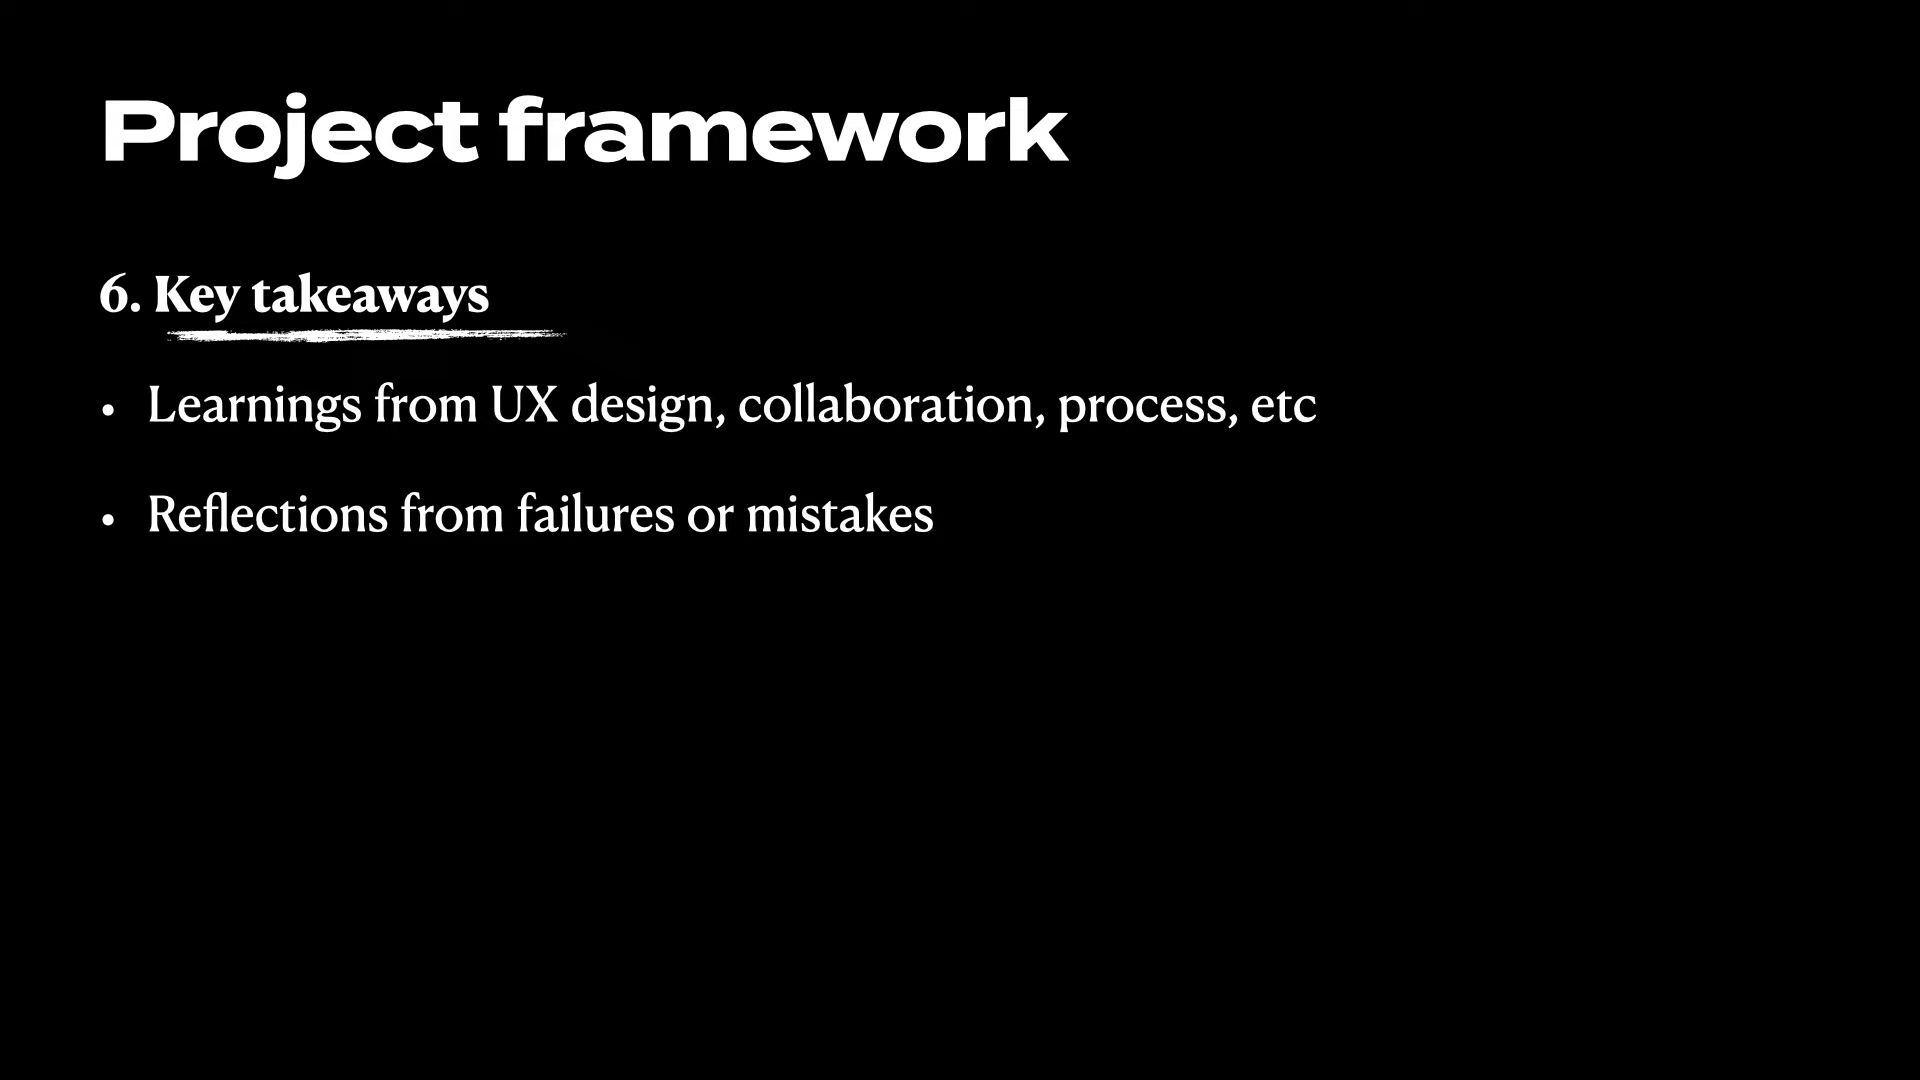 Project framework
6. Key takeaways
• Learnings from UX design, collaboration, process, etc
• Reflections from failures or mistakes